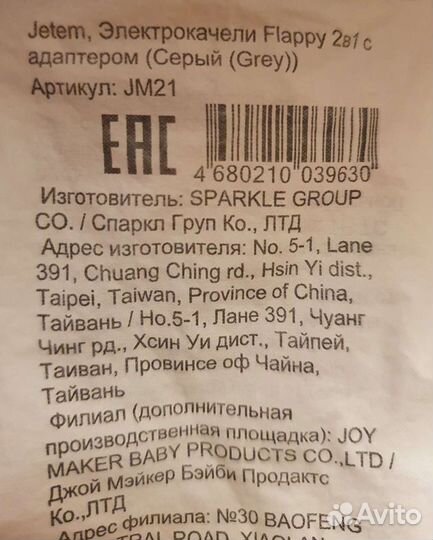 Jetem, Электрокачели Flappy 2в1 с
адаптером (Серый (Grey))
Артикул: JM21
EAC
4 680210 039630
Изготовитель: SPARKLE GROUP
CO. / Спаркл Груп Ко., ЛТД
Адрес изготовителя: No. 5-1, Lane
391, Chuang Ching rd., Hsin Yi dist.,
Taipei, Taiwan, Province of China,
Тайвань / Но.5-1, Лане 391, Чуанг
Чинг рд., Хсин Уи дист., Тайпей,
Таиван, Провинсе оф Чайна,
Тайвань
Филиал (дополнительная
производственная площадка): JOY
MAKER BABY PRODUCTS CO.,LTD /
Джой Мэйкер Бэйби Продактс
Ко.,ЛТД
Адрес филиала: №30 BAOFENG
ROAD, XIAOLAN
Avito